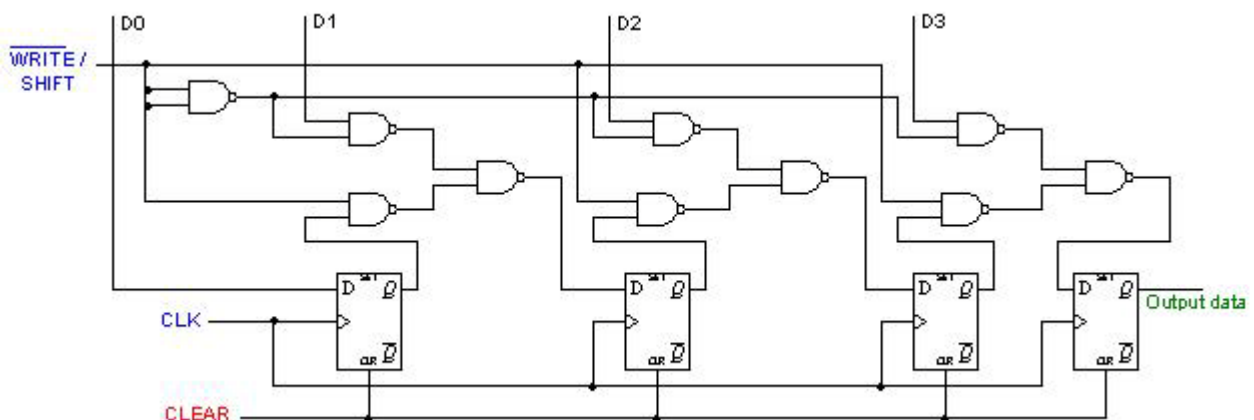 D0
D1
D2
D3
WRITE /
SHIFT
D Q
Q
D Q
Q
D Q
Q
D Q
Q
Output data
CLK
CLEAR